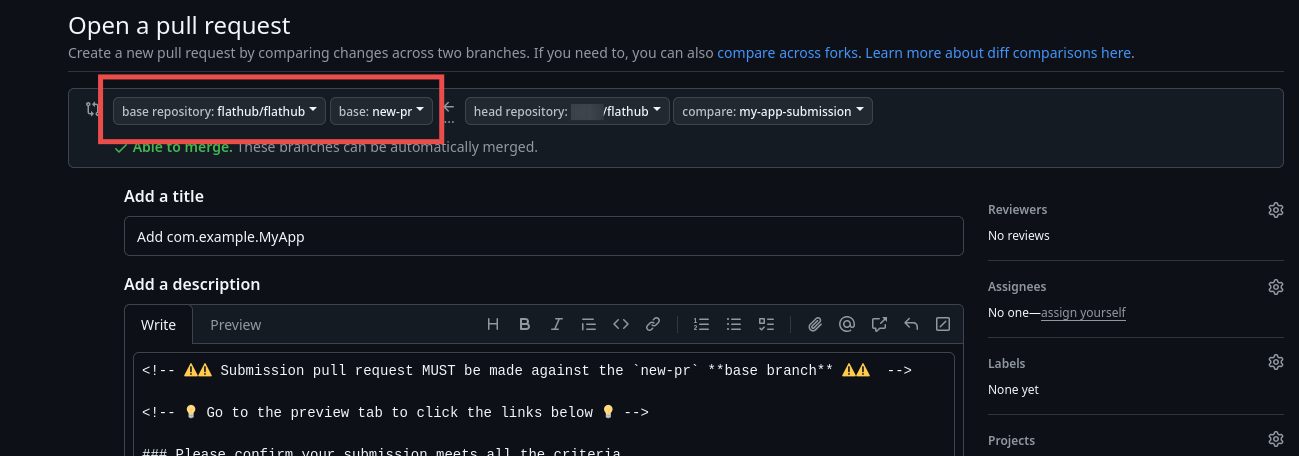 Open a pull request
Create a new pull request by comparing changes across two branches. If you need to, you can also compare across forks. Learn more about diff comparisons here.
base repository: flathub/flathub base: new-pr ... head repository: /flathub compare: my-app-submission
Able to merge. These branches can be automatically merged.
Add a title
Add com.example.MyApp
Add a description
Write Preview
<!-- ⚠️⚠️ Submission pull request MUST be made against the `new-pr` **base branch** ⚠️⚠️  -->
<!-- 💡 Go to the preview tab to click the links below 💡 -->
### Please confirm your submission meets all the criteria
Reviewers
No reviews
Assignees
No one—assign yourself
Labels
None yet
Projects